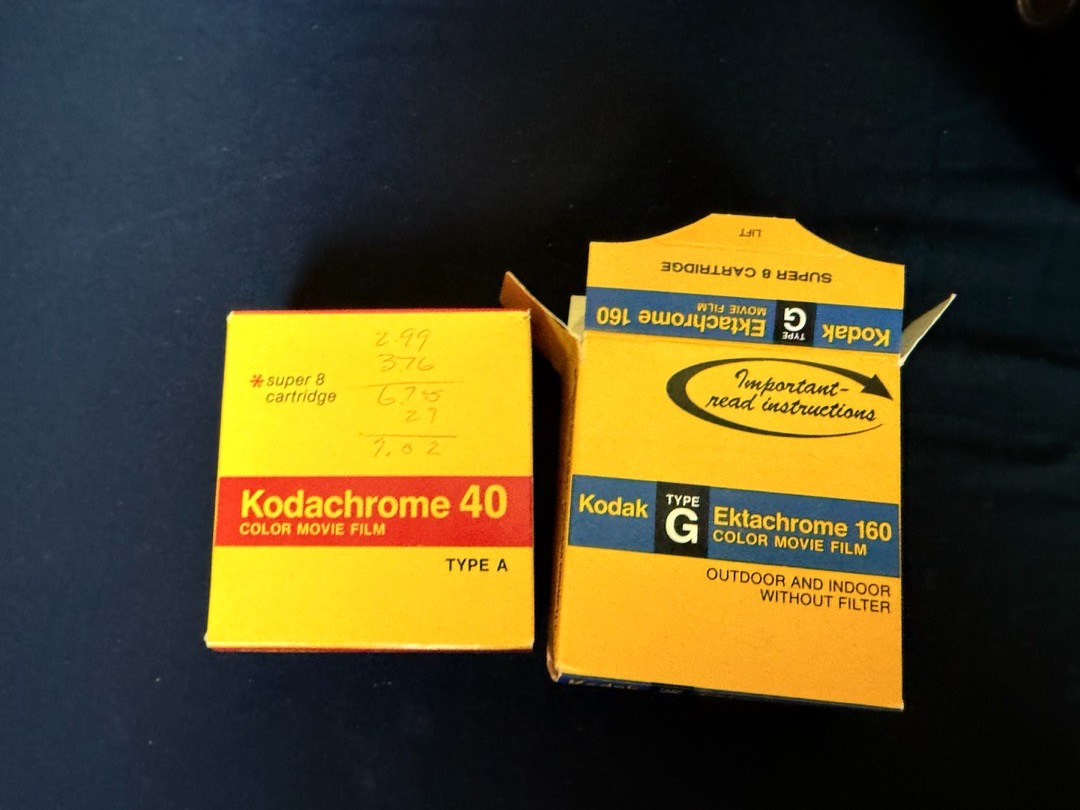 2.99
3.76
* super 8
cartridge
6.75
27
7.02
Kodachrome 40
COLOR MOVIE FILM
TYPE A
LIFT
SUPER 8 CARTRIDGE
Kodak TYPE G Ektachrome 160
MOVIE FILM
Important-
read instructions
Kodak TYPE G Ektachrome 160
COLOR MOVIE FILM
OUTDOOR AND INDOOR
WITHOUT FILTER
Kodak